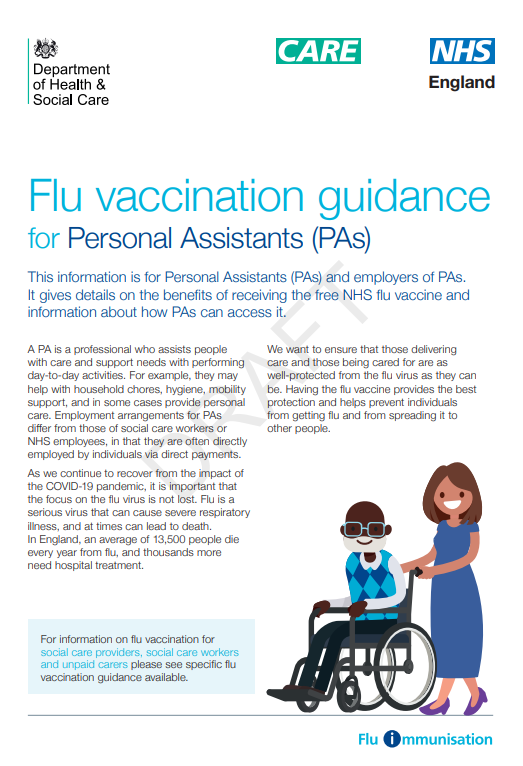 Department
of Health &
Social Care
CARE
NHS
England
Flu vaccination guidance
for Personal Assistants (PAs)
This information is for Personal Assistants (PAs) and employers of PAs.
It gives details on the benefits of receiving the free NHS flu vaccine and
information about how PAs can access it.
A PA is a professional who assists people
with care and support needs with performing
day-to-day activities. For example, they may
help with household chores, hygiene, mobility
support, and in some cases provide personal
care. Employment arrangements for PAs
differ from those of social care workers or
NHS employees, in that they are often directly
employed by individuals via direct payments.
As we continue to recover from the impact of
the COVID-19 pandemic, it is important that
the focus on the flu virus is not lost. Flu is a
serious virus that can cause severe respiratory
illness, and at times can lead to death.
In England, an average of 13,500 people die
every year from flu, and thousands more
need hospital treatment.
We want to ensure that those delivering
care and those being cared for are as
well-protected from the flu virus as they can
be. Having the flu vaccine provides the best
protection and helps prevent individuals
from getting flu and from spreading it to
other people.
DRAFT
For information on flu vaccination for
social care providers, social care workers
and unpaid carers please see specific flu
vaccination guidance available.
Flu immunisation